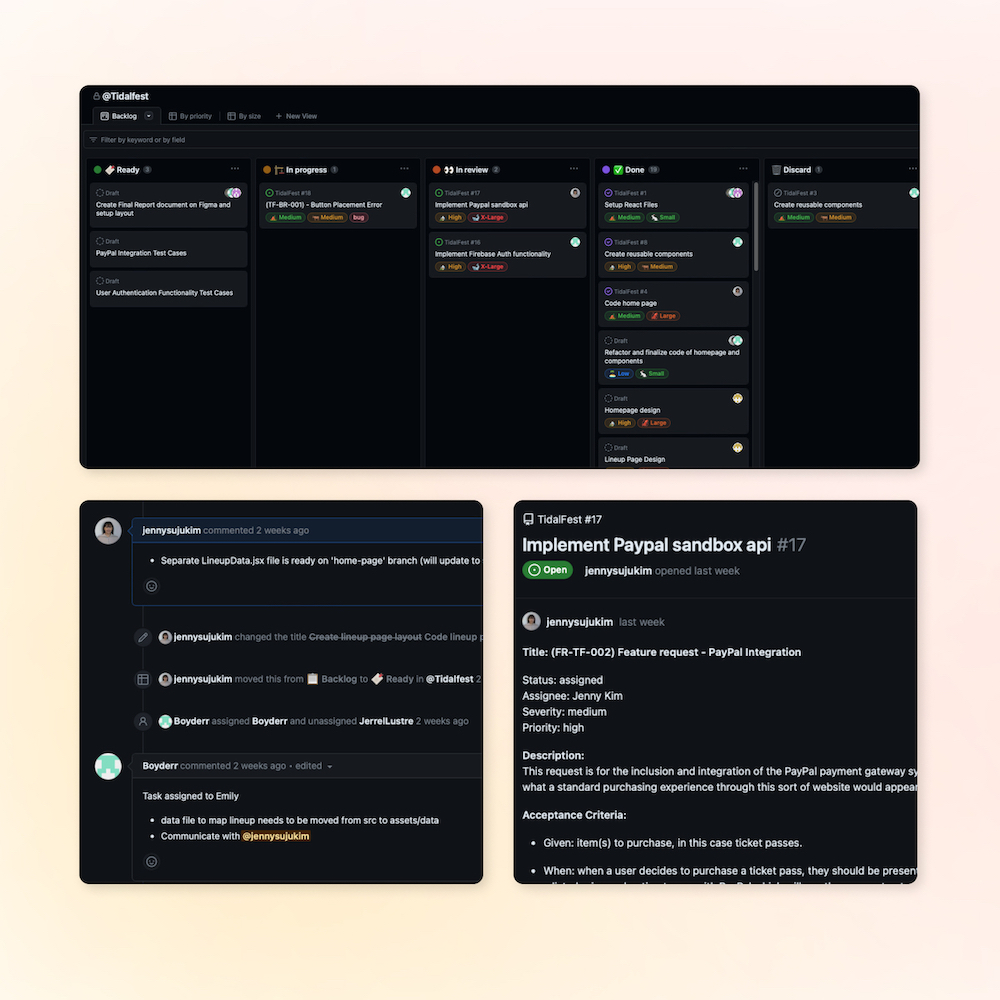 @Tidalfest
Backlog
By priority
By size
New View
Filter by keyword or by field
Ready 3
Draft
Create Final Report document on Figma and
setup layout
Draft
PayPal Integration Test Cases
Draft
User Authentication Functionality Test Cases
In progress 1
TidalFest #18
(TF-BR-001) - Button Placement Error
Medium Medium bug
In review 2
TidalFest #17
Implement Paypal sandbox api
High X-Large
TidalFest #16
Implement Firebase Auth functionality
High X-Large
Done 19
TidalFest #1
Setup React Files
Medium Small
TidalFest #8
Create reusable components
High Medium
TidalFest #4
Code home page
Medium Large
Draft
Refactor and finalize code of homepage and
components
Low Small
Draft
Homepage design
High Large
Draft
Lineup Page Design
Discard 1
TidalFest #3
Create reusable components
Medium Medium
jennysujukim commented 2 weeks ago
• Separate LineupData.jsx file is ready on 'home-page' branch (will update to
jennysujukim changed the title Create lineup page layout Code lineup p
jennysujukim moved this from 📋 Backlog to Ready in @Tidalfest 2
Boyderr assigned Boyderr and unassigned JerrelLustre 2 weeks ago
Boyderr commented 2 weeks ago • edited
Task assigned to Emily
• data file to map lineup needs to be moved from src to assets/data
• Communicate with @jennysujukim
TidalFest #17
Implement Paypal sandbox api #17
Open jennysujukim opened last week
jennysujukim last week
Title: (FR-TF-002) Feature request - PayPal Integration
Status: assigned
Assignee: Jenny Kim
Severity: medium
Priority: high
Description:
This request is for the inclusion and integration of the PayPal payment gateway sy
what a standard purchasing experience through this sort of website would appear
Acceptance Criteria:
• Given: item(s) to purchase, in this case ticket passes.
• When: when a user decides to purchase a ticket pass, they should be present